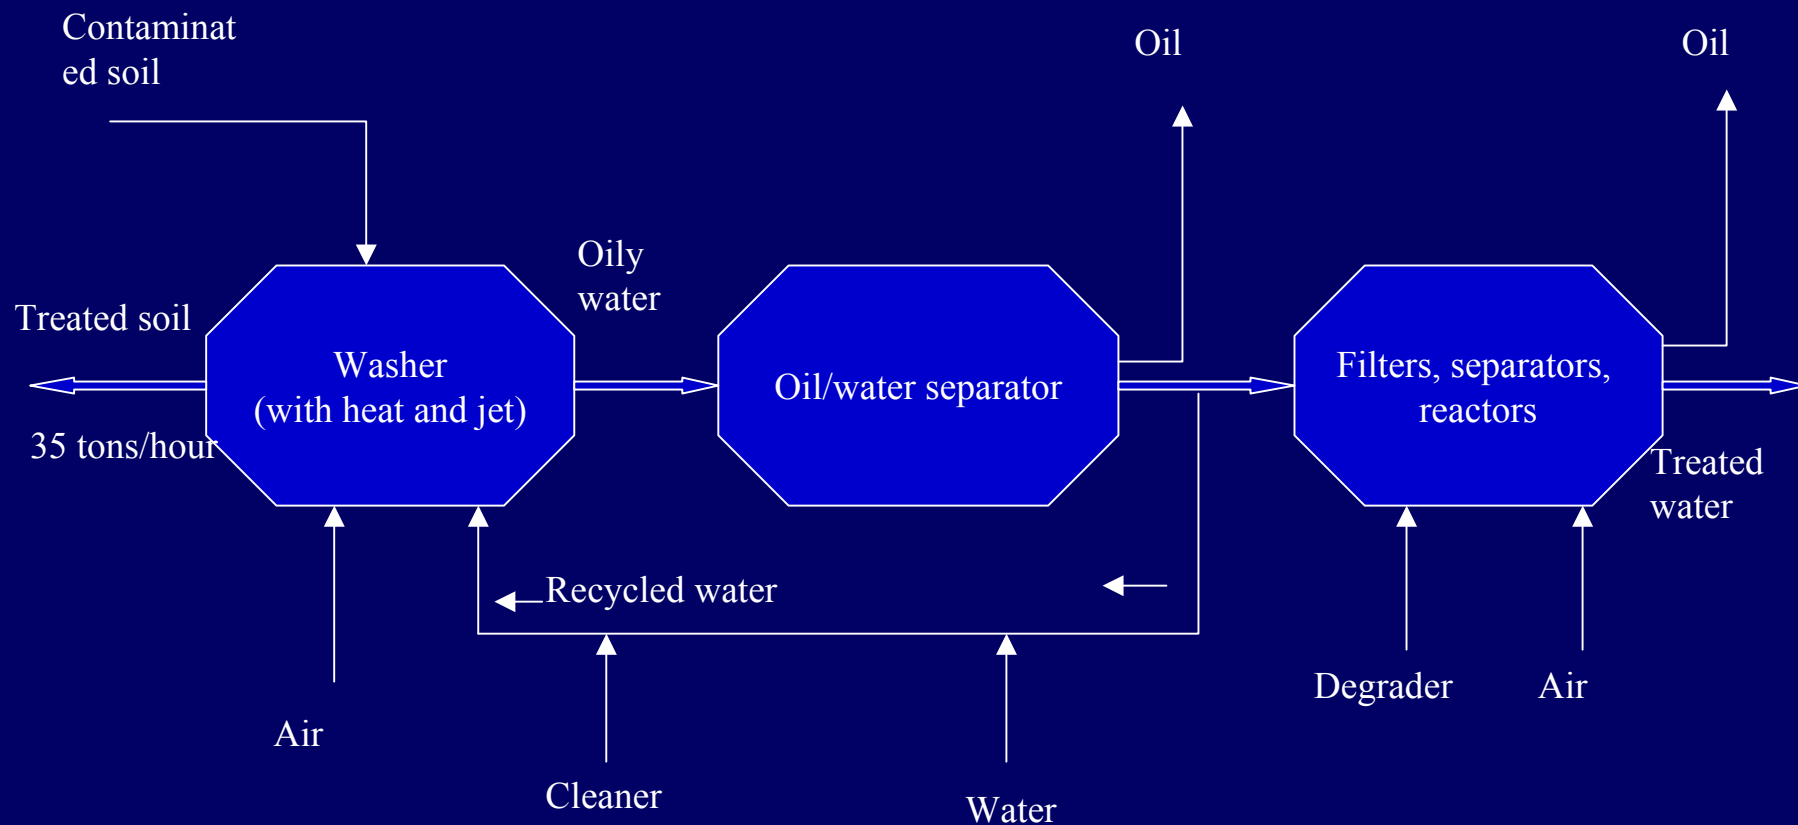 Contaminat
ed soil
Oil
Oil
Oily
water
Treated soil
Washer
(with heat and jet)
Oil/water separator
Filters, separators,
reactors
35 tons/hour
Treated
water
Recycled water
Degrader
Air
Air
Cleaner
Water